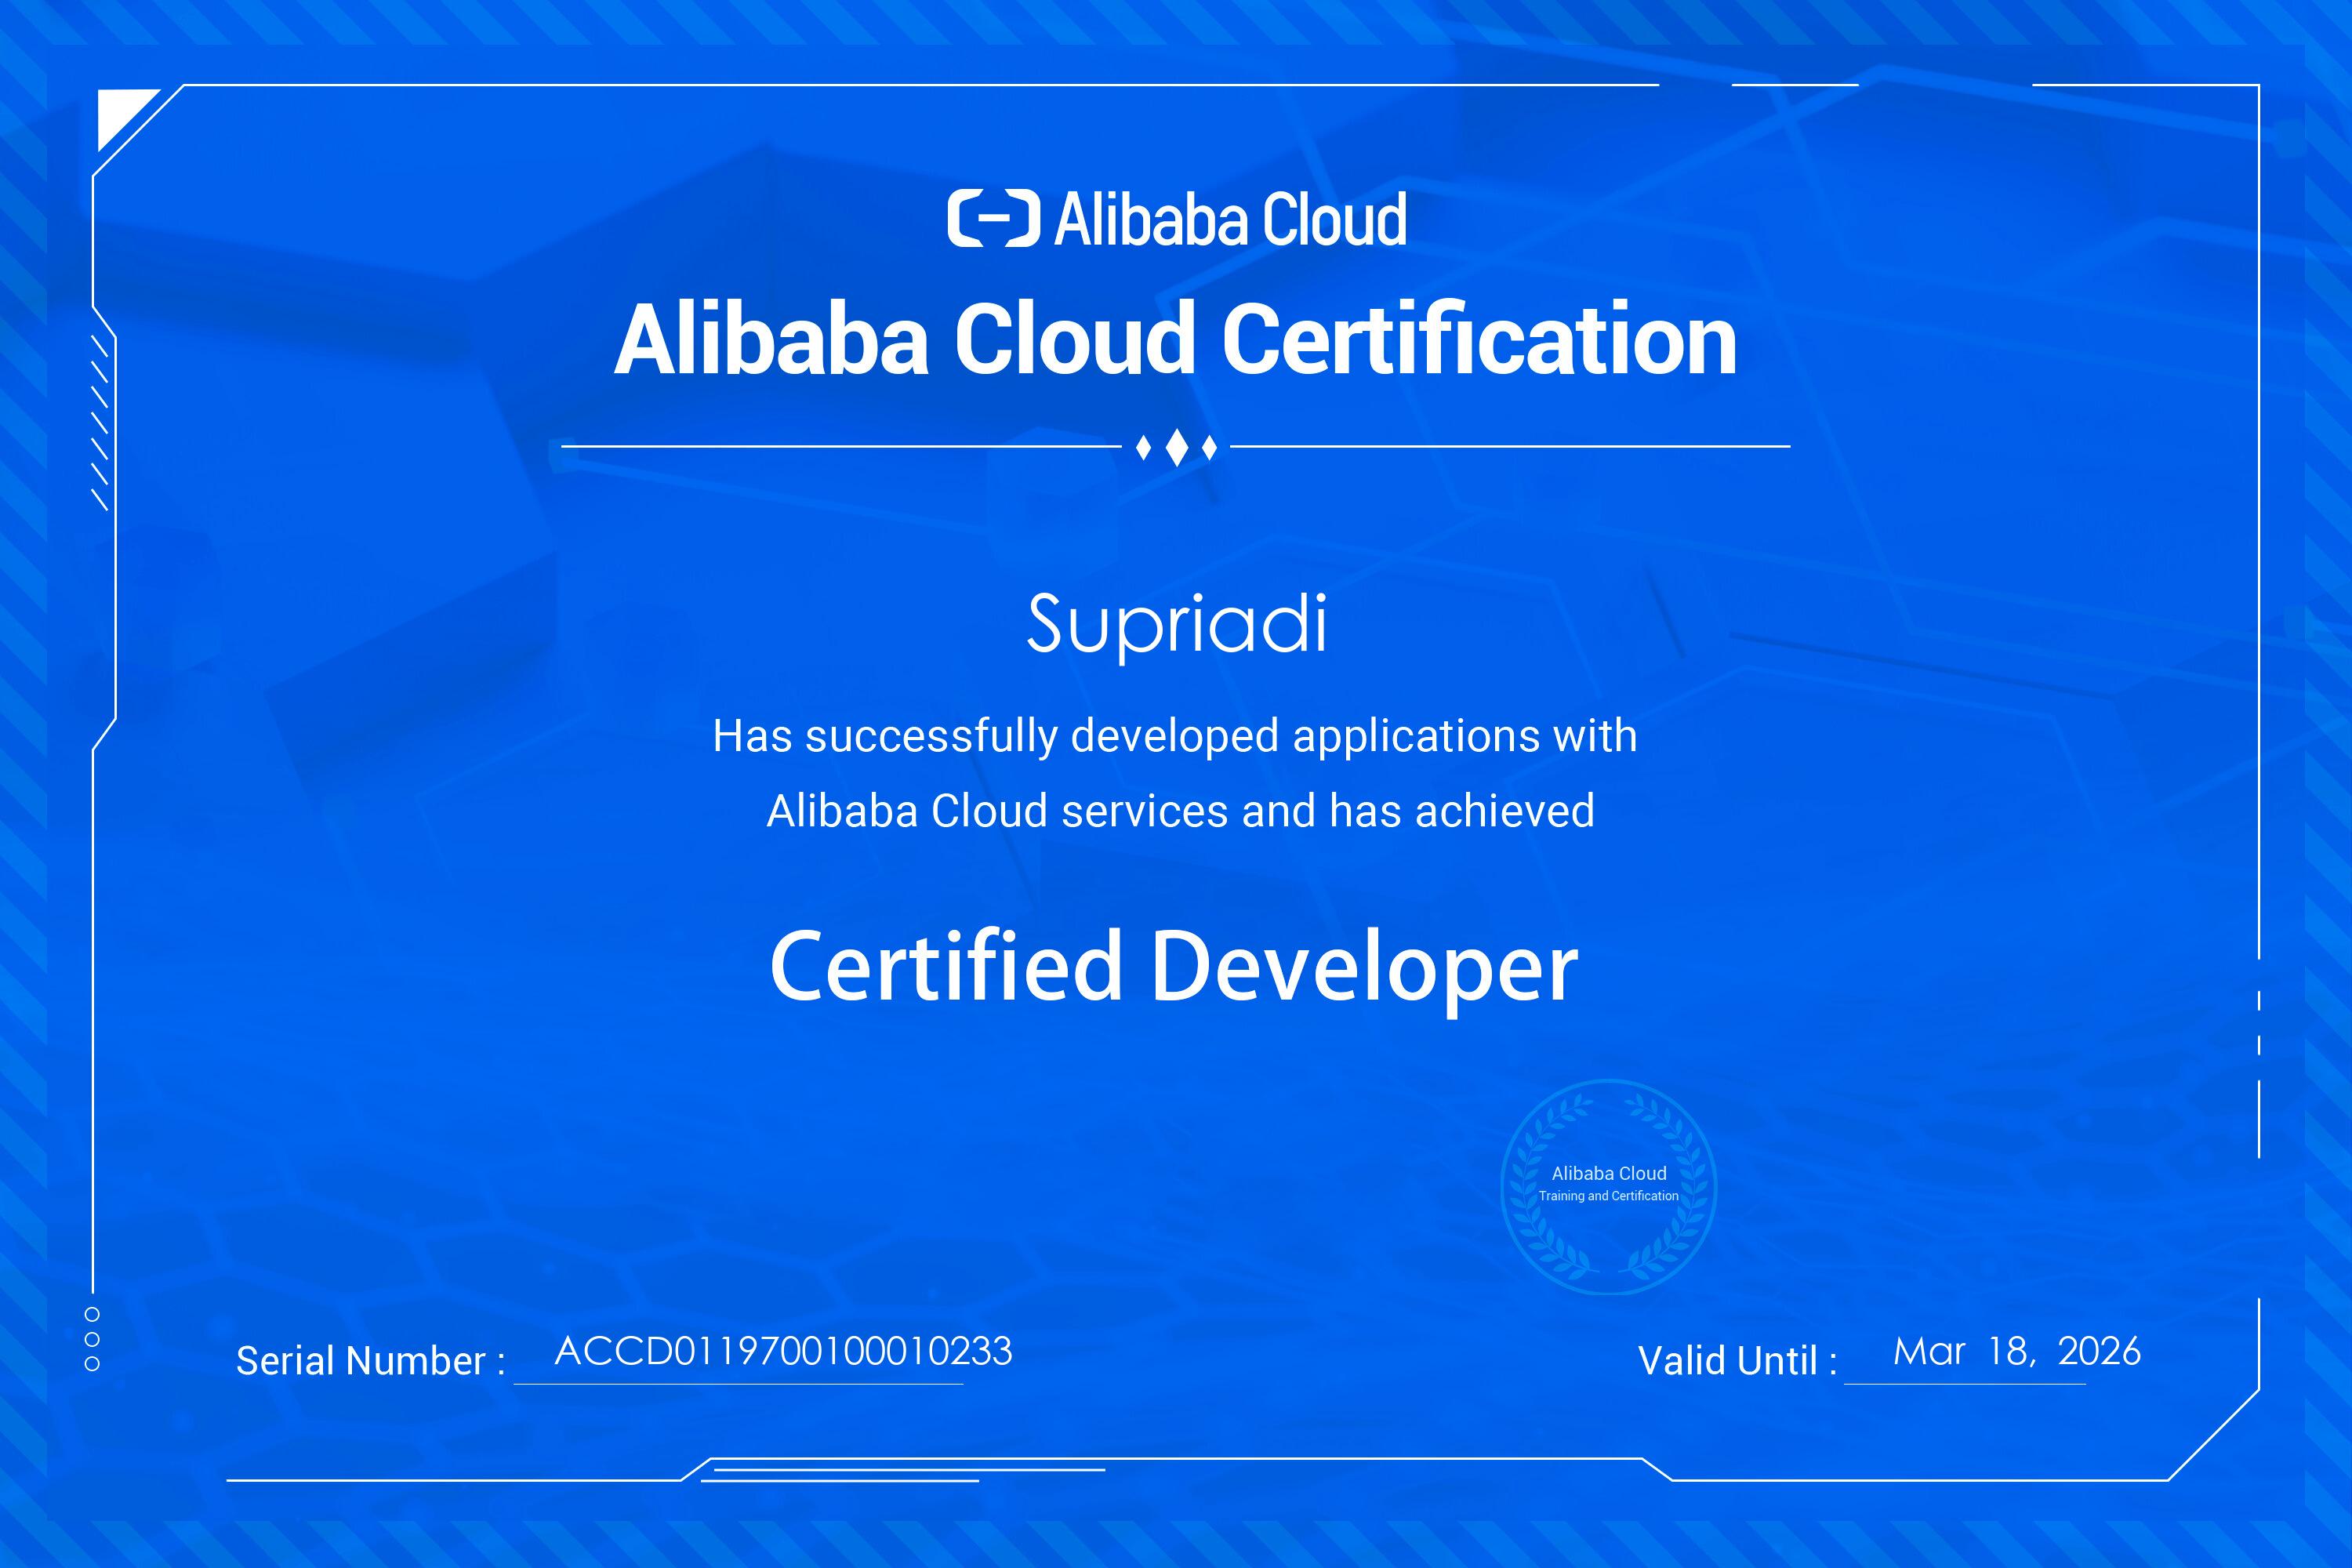 Alibaba Cloud
Alibaba Cloud Certification
Supriadi
Has successfully developed applications with
Alibaba Cloud services and has achieved
Certified Developer
Alibaba Cloud
Training and Certification
Serial Number : ACCD0119700100010233
Valid Until : Mar 18, 2026